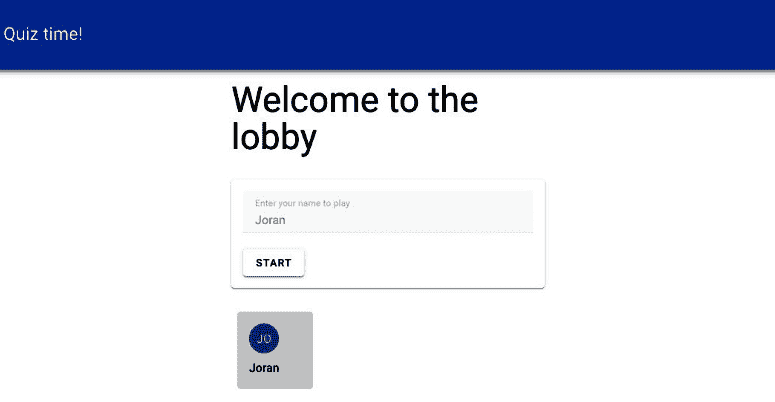 Quiz time!
Welcome to the
lobby
Enter your name to play
Joran
START
JO
Joran